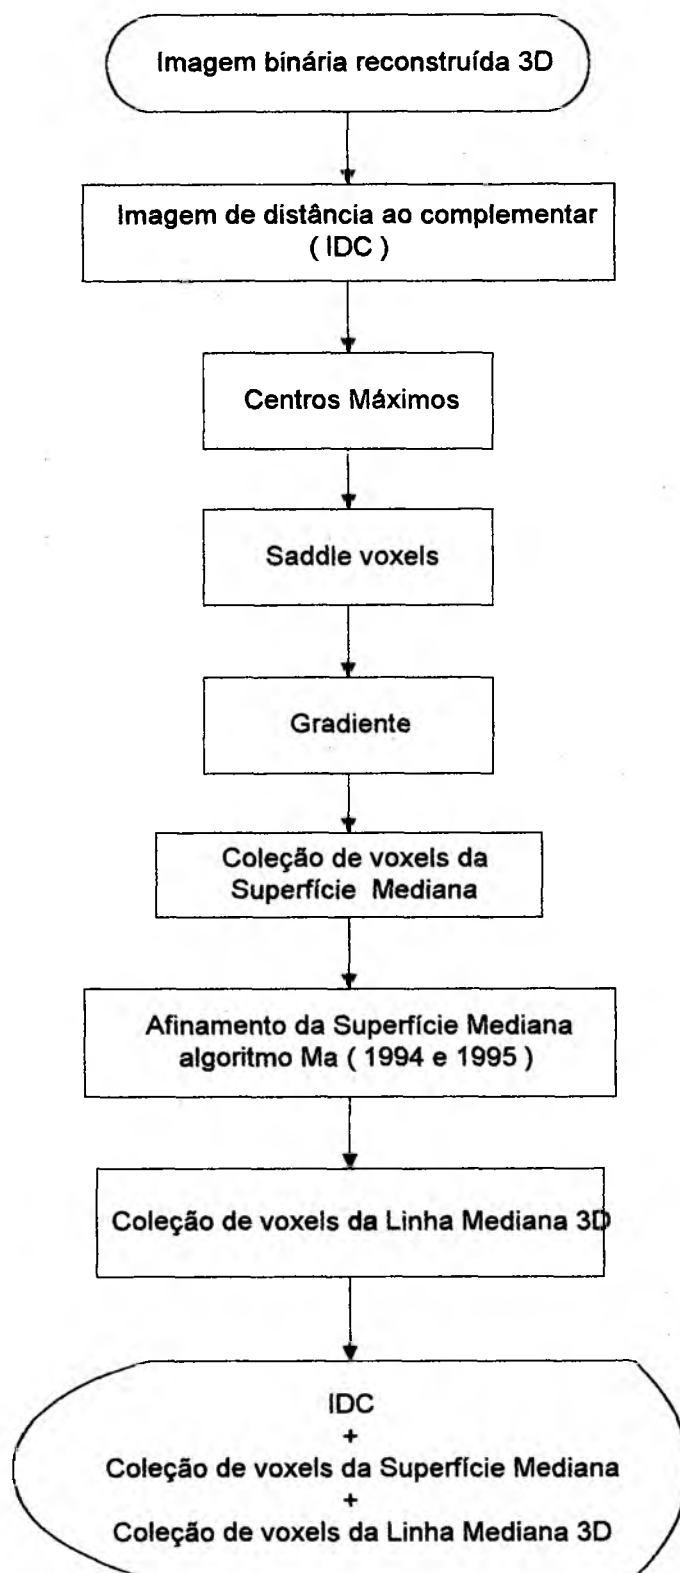 Imagem binária reconstruída 3D
Imagem de distância ao complementar
( IDC )
Centros Máximos
Saddle voxels
Gradiente
Coleção de voxels da
Superfície Mediana
Afinamento da Superfície Mediana
algoritmo Ma ( 1994 e 1995 )
Coleção de voxels da Linha Mediana 3D
IDC
+
Coleção de voxels da Superfície Mediana
+
Coleção de voxels da Linha Mediana 3D